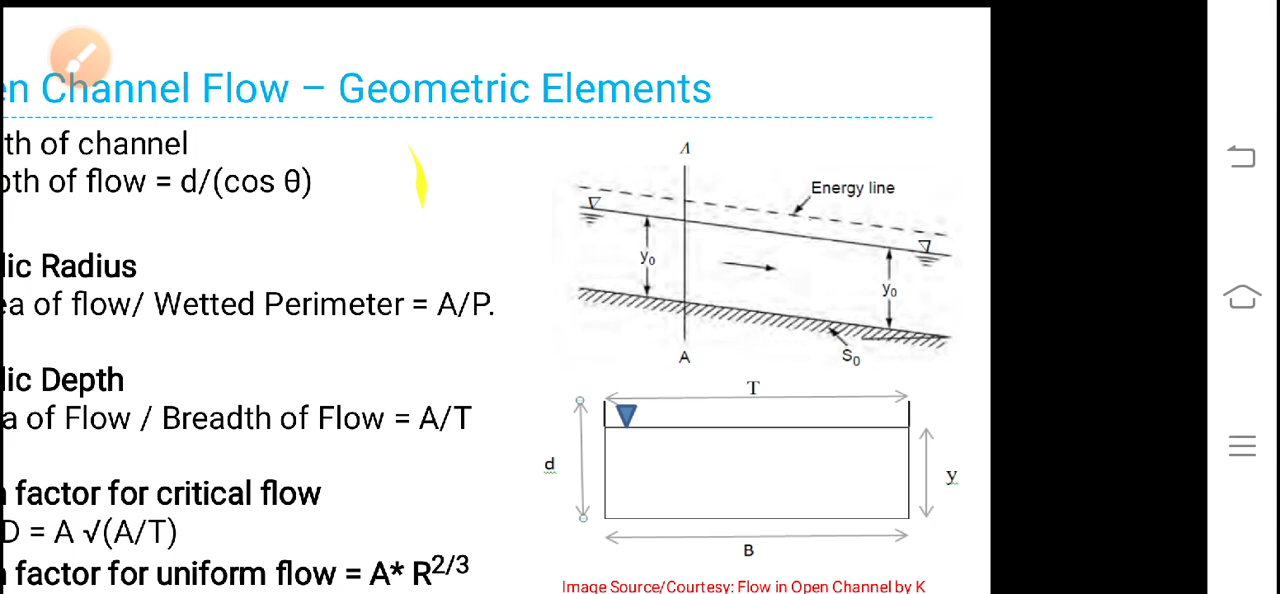 en Channel Flow – Geometric Elements
th of channel
pth of flow = d/(cos θ)
lic Radius
ea of flow/ Wetted Perimeter = A/P.
lic Depth
a of Flow / Breadth of Flow = A/T
factor for critical flow
D = A √(A/T)
factor for uniform flow = A* R2/3
A
Energy line
y0
y0
A
S0
T
d
y
B
Image Source/Courtesy: Flow in Open Channel by K